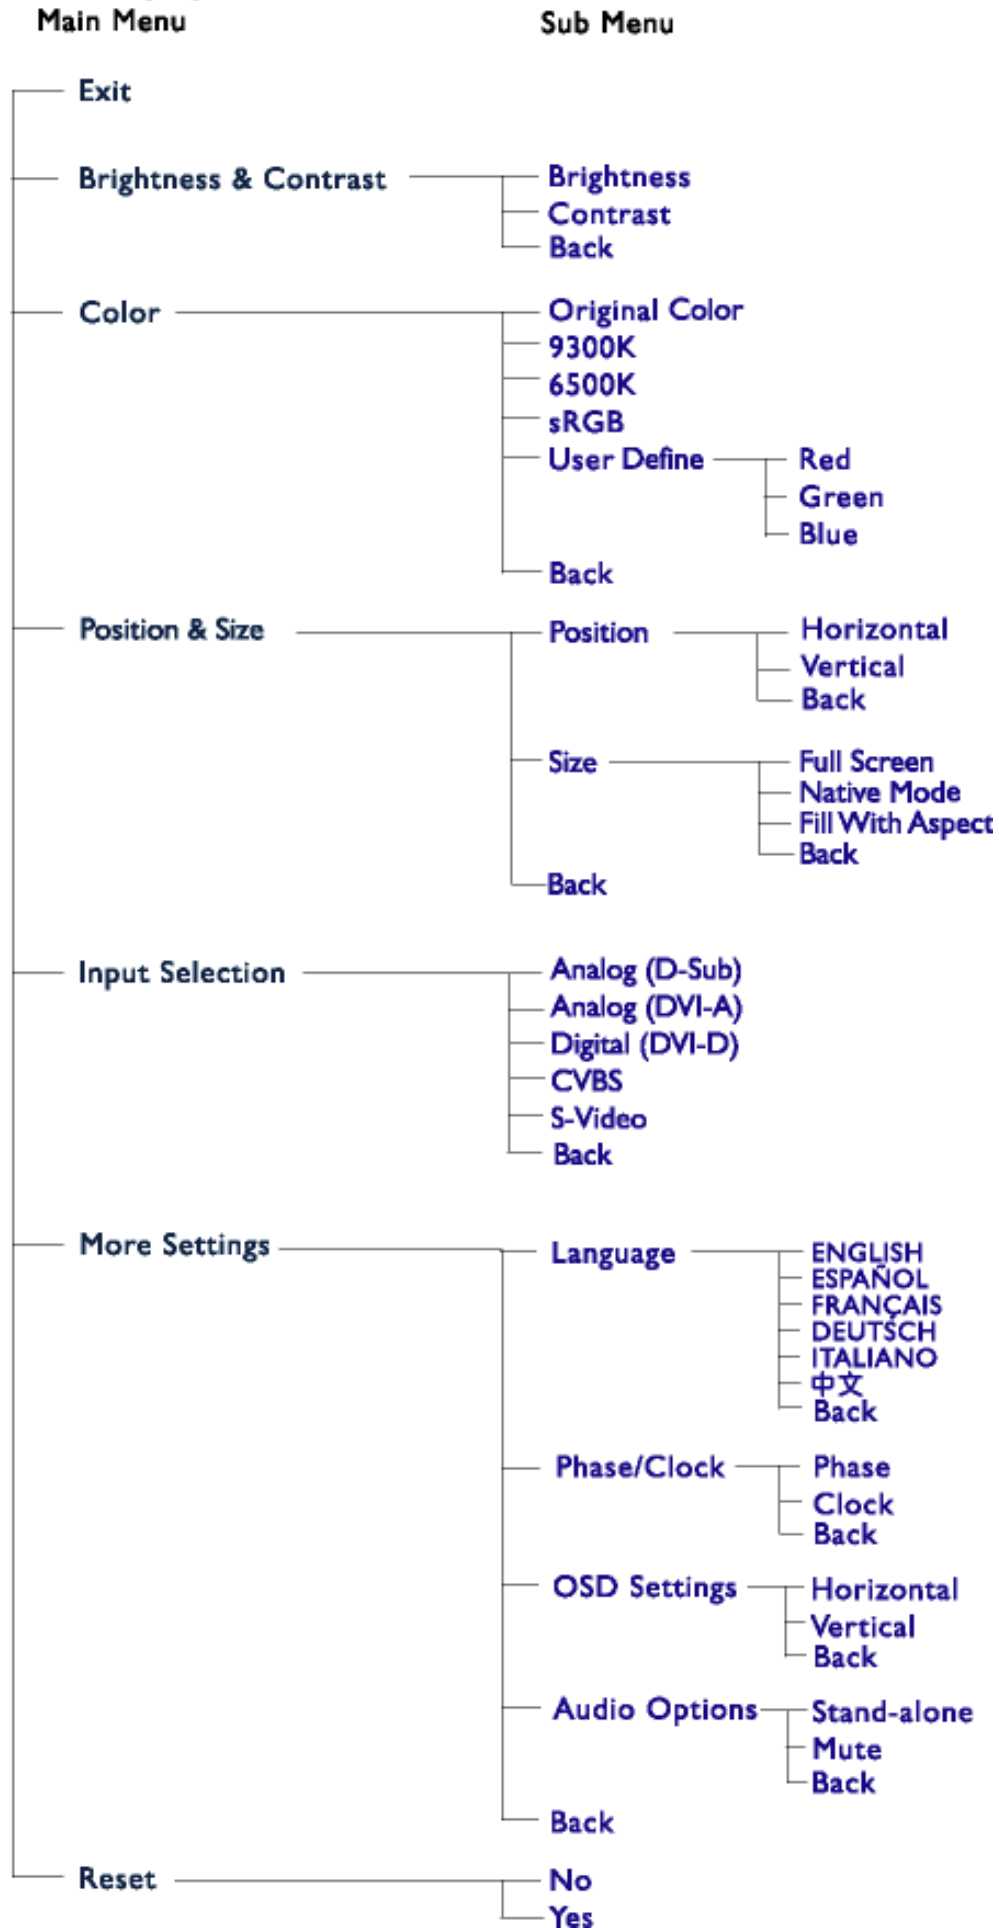 Main Menu Sub Menu
Exit
Brightness & Contrast Brightness
Contrast
Back
Color Original Color
9300K
6500K
sRGB
User Define Red
Green
Blue
Back
Position & Size Position Horizontal
Vertical
Back
Size Full Screen
Native Mode
Fill With Aspect
Back
Back
Input Selection Analog (D-Sub)
Analog (DVI-A)
Digital (DVI-D)
CVBS
S-Video
Back
More Settings Language ENGLISH
ESPAÑOL
FRANÇAIS
DEUTSCH
ITALIANO
中文
Back
Phase/Clock Phase
Clock
Back
OSD Settings Horizontal
Vertical
Back
Audio Options Stand-alone
Mute
Back
Back
Reset No
Yes